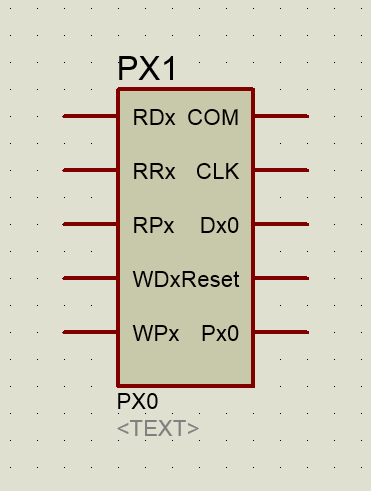 PX1
RDx COM
RRx CLK
RPx Dx0
WDxReset
WPx Px0
PX0
<TEXT>